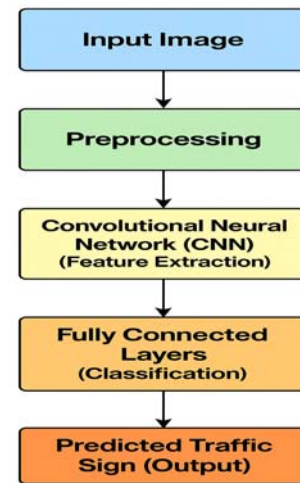 Input Image
Preprocessing
Convolutional Neural
Network (CNN)
(Feature Extraction)
Fully Connected
Layers
(Classification)
Predicted Traffic
Sign (Output)